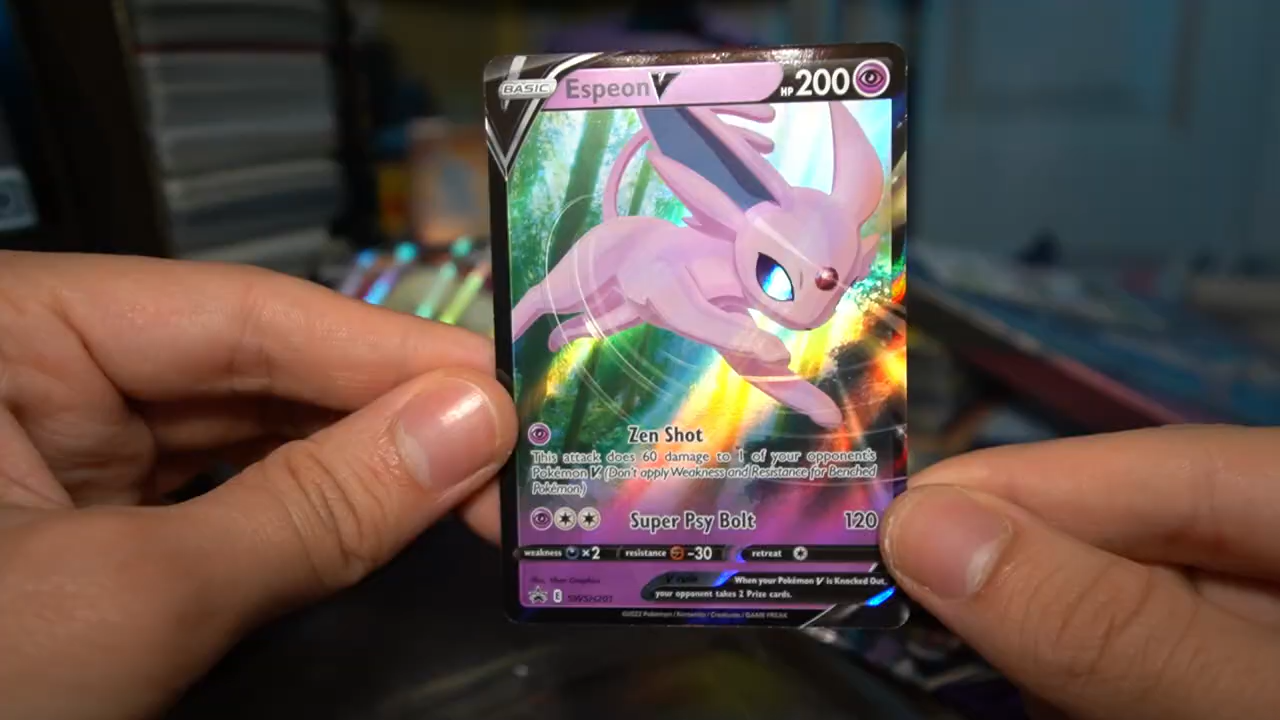 BASIC Espeon V HP 200
Zen Shot
This attack does 60 damage to 1 of your opponent's
Pokémon V. (Don't apply Weakness and Resistance for Benched
Pokémon.)
Super Psy Bolt 120
weakness ×2 resistance -30 retreat
V rule When your Pokémon V is Knocked Out,
your opponent takes 2 Prize cards.
E SWSH201
©2022 Pokémon / Nintendo / Creatures / GAME FREAK